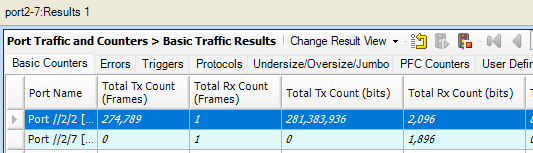 port2-7:Results 1
Port Traffic and Counters > Basic Traffic Results | Change Result View
Basic Counters Errors Triggers Protocols Undersize/Oversize/Jumbo PFC Counters User Defin
Port Name Total Tx Count (Frames) Total Rx Count (Frames) Total Tx Count (bits) Total Rx Count (bits)
Port //2/2 [... 274,789 1 281,383,936 2,096
Port //2/7 [... 0 1 0 1,896